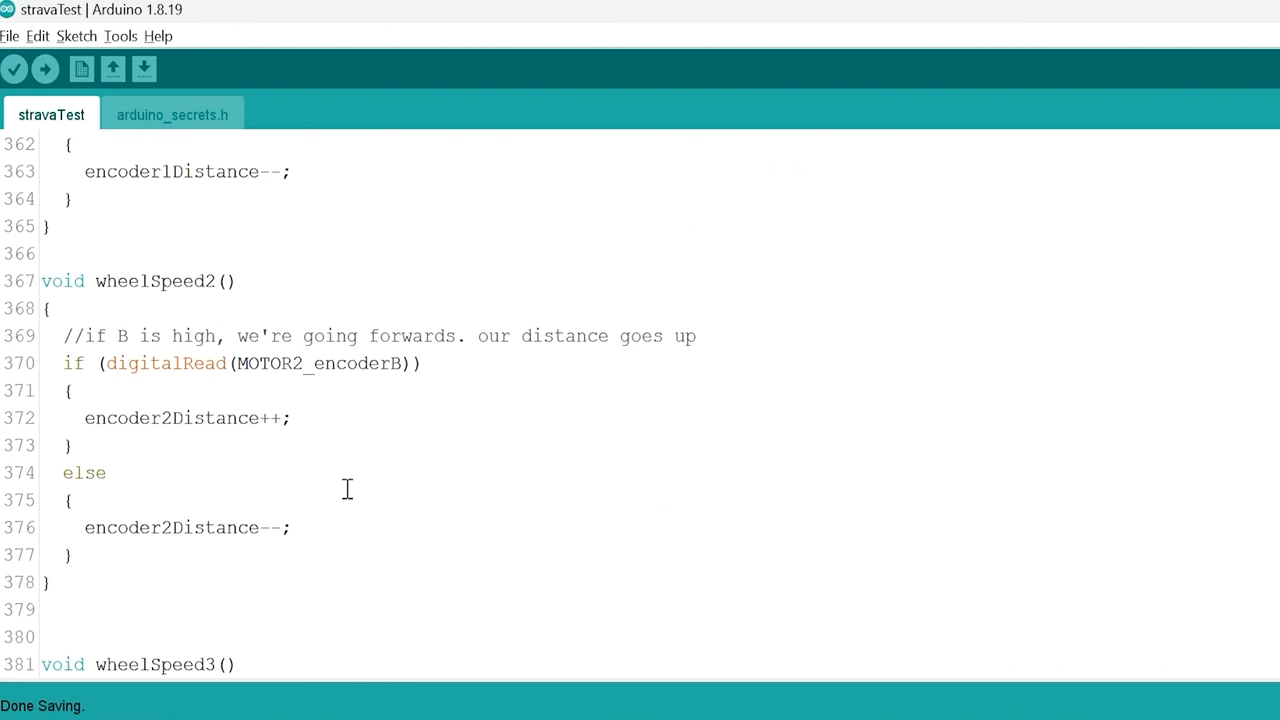 stravaTest | Arduino 1.8.19
File Edit Sketch Tools Help
stravaTest arduino_secrets.h
362 {
363 encoder1Distance--;
364 }
365 }
366
367 void wheelSpeed2()
368 {
369 //if B is high, we're going forwards. our distance goes up
370 if (digitalRead(MOTOR2_encoderB))
371 {
372 encoder2Distance++;
373 }
374 else
375 {
376 encoder2Distance--;
377 }
378 }
379
380
381 void wheelSpeed3()
Done Saving.